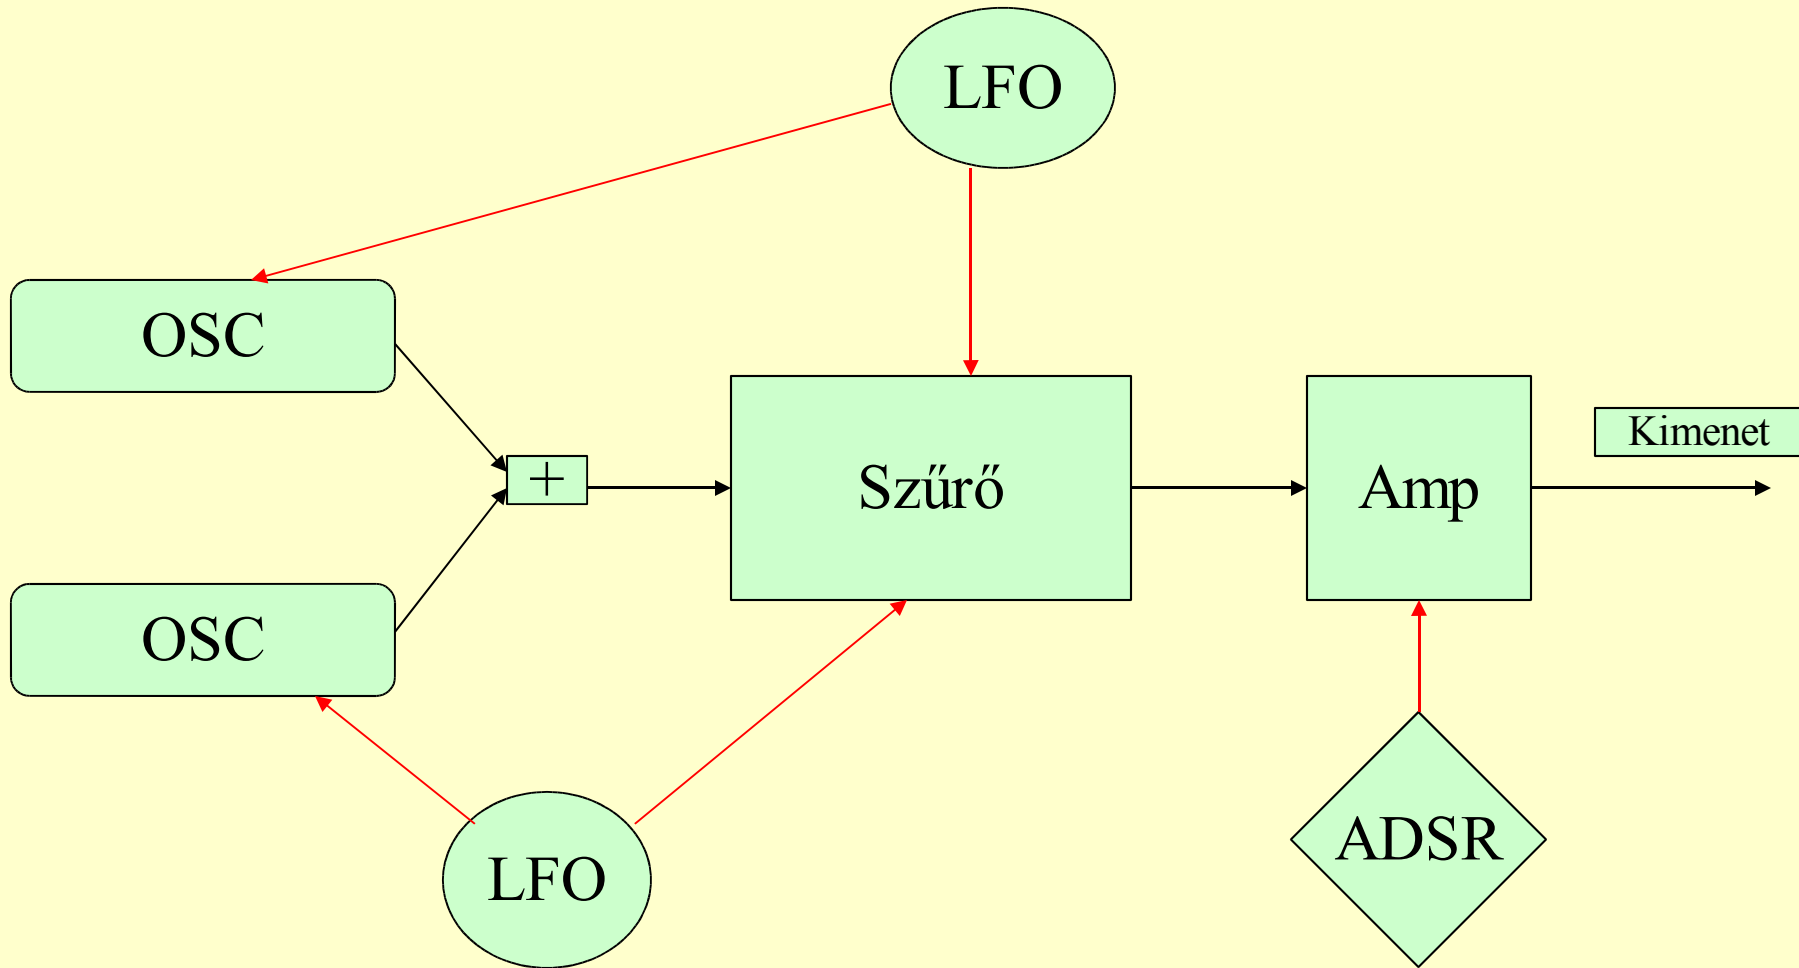 LFO
OSC
+
Szűrő
Amp
Kimenet
OSC
LFO
ADSR